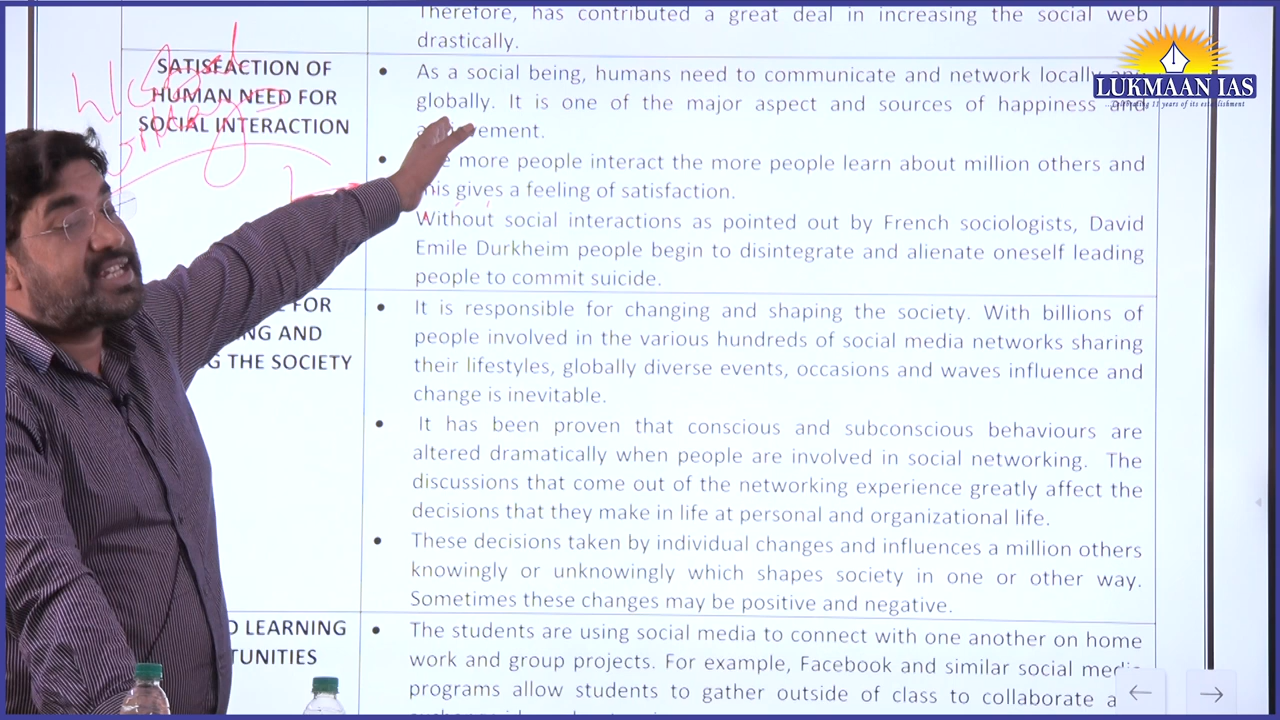 Therefore, has contributed a great deal in increasing the social web
drastically.
SATISFACTION OF
HUMAN NEED FOR
SOCIAL INTERACTION
• As a social being, humans need to communicate and network locally
globally. It is one of the major aspect and sources of happiness and
• more people interact the more people learn about million others and
this gives a feeling of satisfaction.
Without social interactions as pointed out by French sociologists, David
Emile Durkheim people begin to disintegrate and alienate oneself leading
people to commit suicide.
FOR
AND
THE SOCIETY
• It is responsible for changing and shaping the society. With billions of
people involved in the various hundreds of social media networks sharing
their lifestyles, globally diverse events, occasions and waves influence and
change is inevitable.
• It has been proven that conscious and subconscious behaviours are
altered dramatically when people are involved in social networking. The
discussions that come out of the networking experience greatly affect the
decisions that they make in life at personal and organizational life.
• These decisions taken by individual changes and influences a million others
knowingly or unknowingly which shapes society in one or other way.
Sometimes these changes may be positive and negative.
LEARNING
• The students are using social media to connect with one another on home
work and group projects. For example, Facebook and similar social
programs allow students to gather outside of class to collaborate
LUKMAAN IAS
...Celebrating 11 years of its establishment